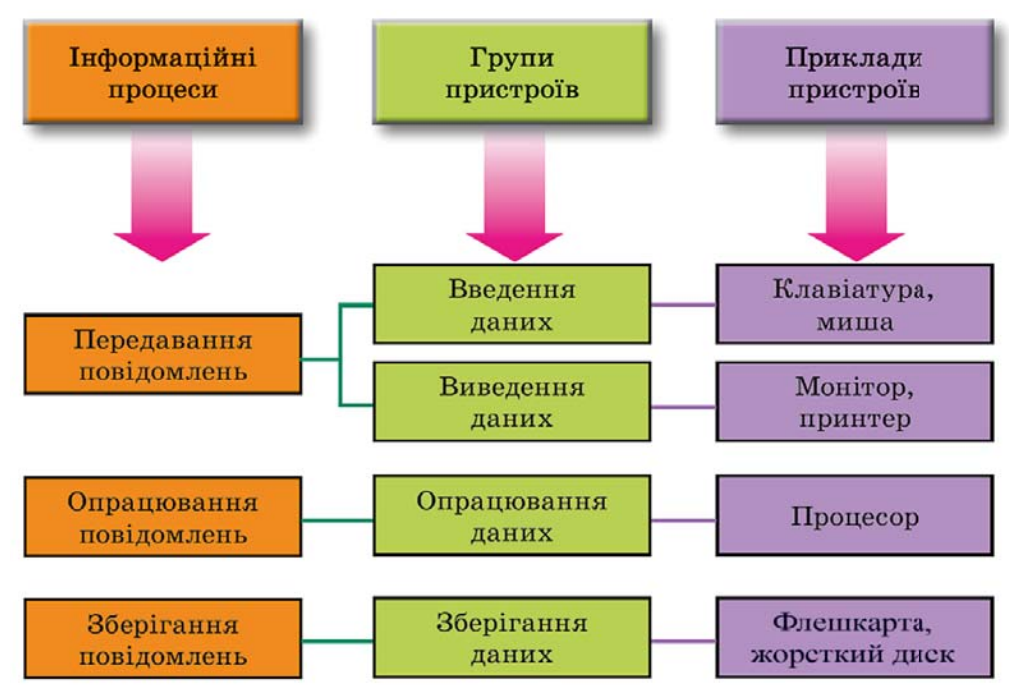 Інформаційні
процеси
Групи
пристроїв
Приклади
пристроїв
Передавання
повідомлень
Введення
даних
Клавіатура,
миша
Виведення
даних
Монітор,
принтер
Опрацювання
повідомлень
Опрацювання
даних
Процесор
Зберігання
повідомлень
Зберігання
даних
Флешкарта,
жорсткий диск